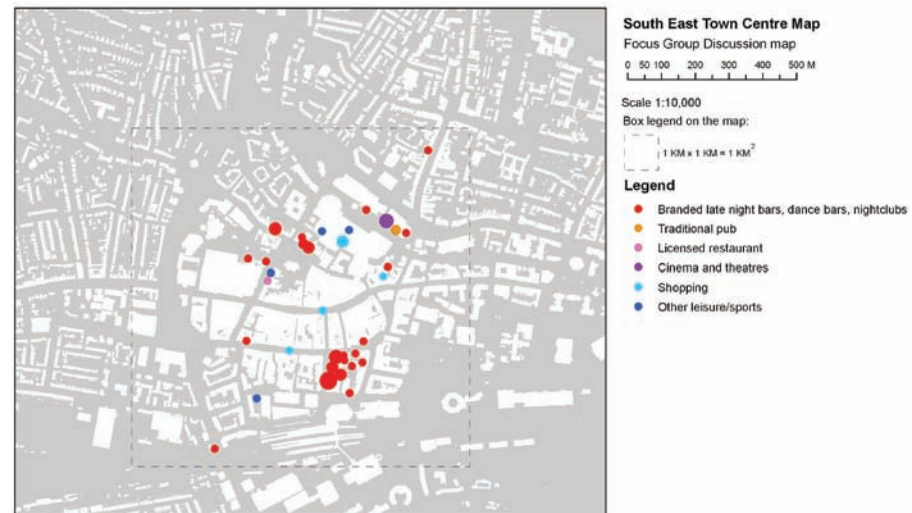 South East Town Centre Map
Focus Group Discussion map
0 50 100 200 300 400 500 M
Scale 1:10,000
Box legend on the map:
1 KM x 1 KM = 1 KM²
Legend
Branded late night bars, dance bars, nightclubs
Traditional pub
Licensed restaurant
Cinema and theatres
Shopping
Other leisure/sports